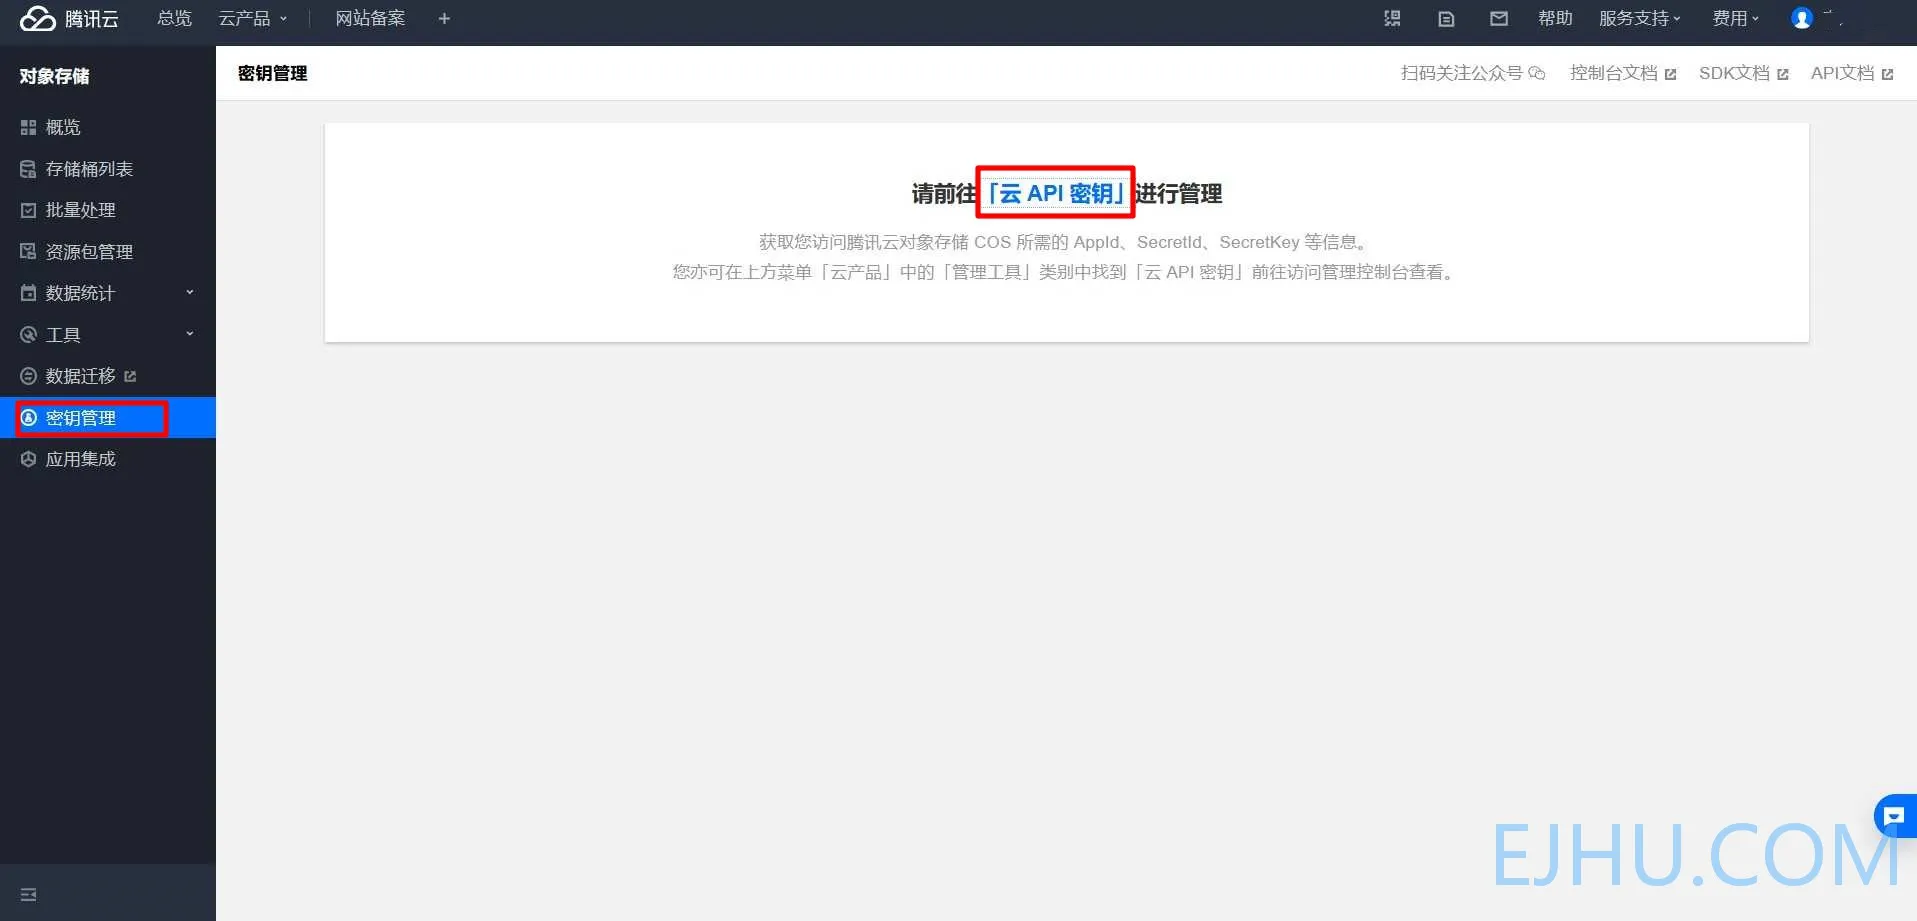 腾讯云 总览 云产品 网站备案 + 帮助 服务支持 费用
对象存储
密钥管理 扫码关注公众号 控制台文档 SDK文档 API文档
概览
存储桶列表
批量处理
资源包管理
数据统计
工具
数据迁移
密钥管理
应用集成
请前往「云 API 密钥」进行管理
获取您访问腾讯云对象存储 COS 所需的 AppId、SecretId、SecretKey 等信息。
您亦可在上方菜单「云产品」中的「管理工具」类别中找到「云 API 密钥」前往访问管理控制台查看。
EJHU.COM